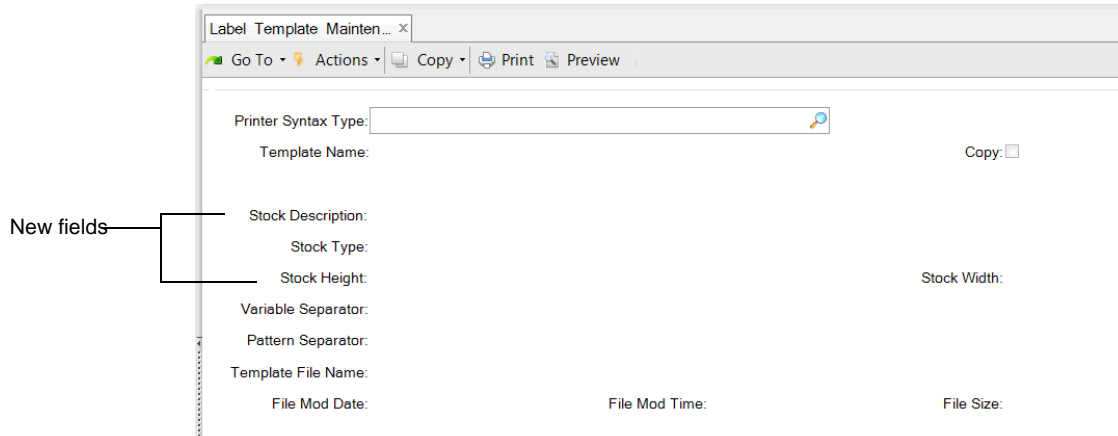 Label Template Mainten... x
Go To Actions Copy Print Preview
Printer Syntax Type:
Template Name: Copy:
New fields
Stock Description:
Stock Type:
Stock Height: Stock Width:
Variable Separator:
Pattern Separator:
Template File Name:
File Mod Date: File Mod Time: File Size: